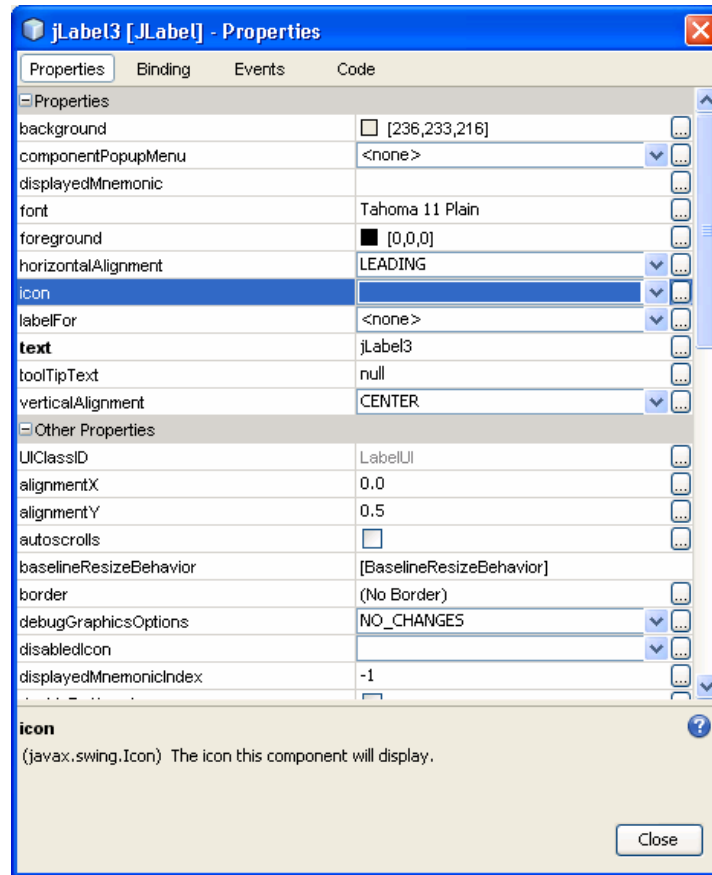 jLabel3 [JLabel] - Properties
Properties Binding Events Code
Properties
background [236,233,216] ...
componentPopupMenu <none> ...
displayedMnemonic ...
font Tahoma 11 Plain ...
foreground [0,0,0] ...
horizontalAlignment LEADING ...
icon ...
labelFor <none> ...
text jLabel3 ...
toolTipText null ...
verticalAlignment CENTER ...
Other Properties
UIClassID LabelUI ...
alignmentX 0.0 ...
alignmentY 0.5 ...
autoscrolls ...
baselineResizeBehavior [BaselineResizeBehavior]
border (No Border) ...
debugGraphicsOptions NO_CHANGES ...
disabledIcon ...
displayedMnemonicIndex -1 ...
icon ?
(javax.swing.Icon) The icon this component will display.
Close